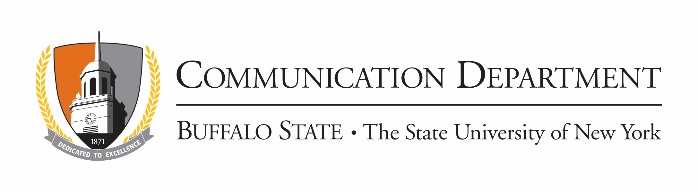 COMMUNICATION DEPARTMENT
BUFFALO STATE • The State University of New York
1871
DEDICATED TO EXCELLENCE